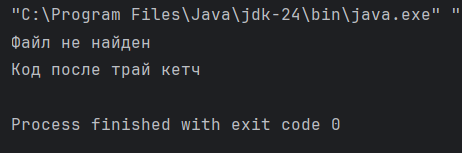 "C:\Program Files\Java\jdk-24\bin\java.exe" "
Файл не найден
Код после трай кетч
Process finished with exit code 0